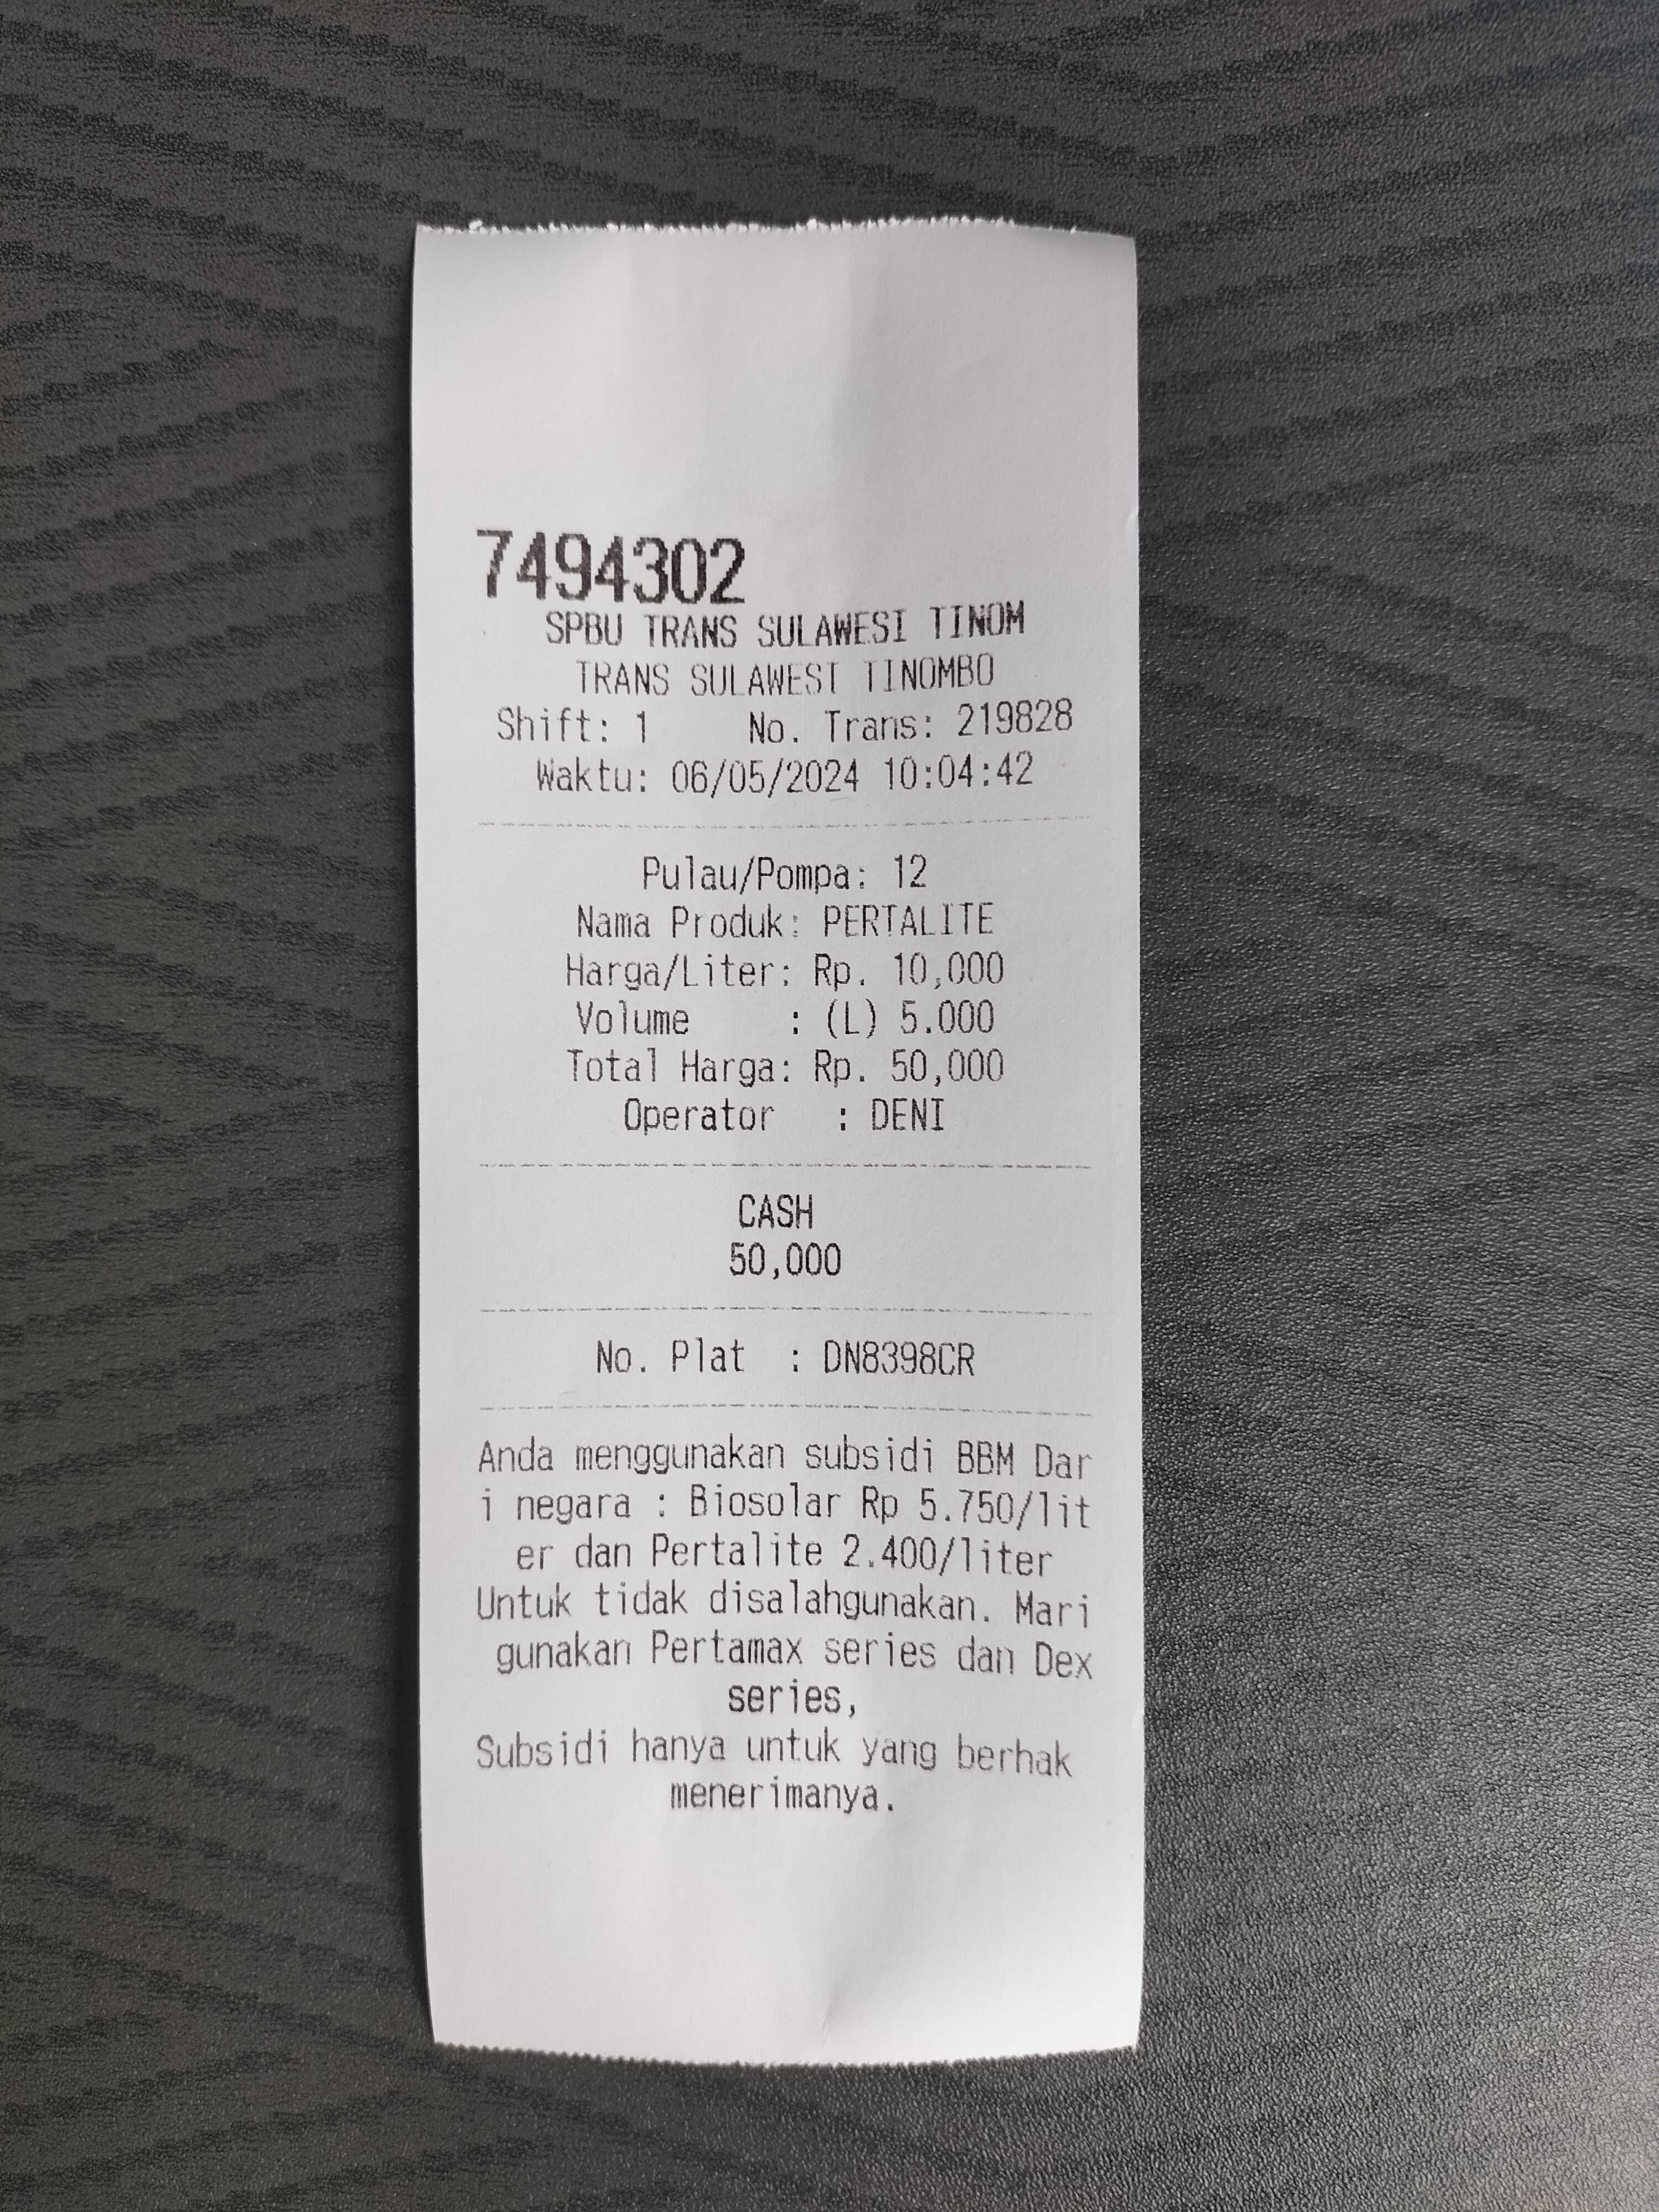 7494302
SPBU TRANS SULAWESI TINOM
TRANS SULAWESI TINOMBO
Shift: 1 No. Trans: 219828
Waktu: 06/05/2024 10:04:42
Pulau/Pompa: 12
Nama Produk: PERTALITE
Harga/Liter: Rp. 10,000
Volume : (L) 5.000
Total Harga: Rp. 50,000
Operator : DENI
CASH
50,000
No. Plat : DN8398CR
Anda menggunakan subsidi BBM Dar
i negara : Biosolar Rp 5.750/lit
er dan Pertalite 2.400/liter
Untuk tidak disalahgunakan. Mari
gunakan Pertamax series dan Dex
series,
Subsidi hanya untuk yang berhak
menerimanya.